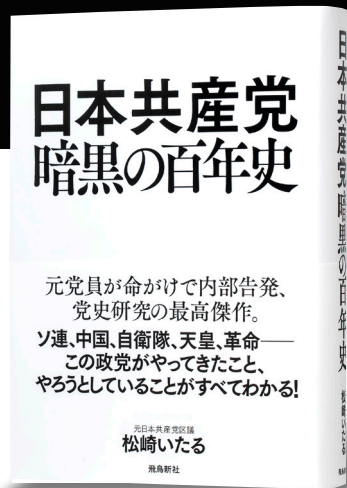 日本共産党
暗黒の百年史
元党員が命がけで内部告発、
党史研究の最高傑作。
ソ連、中国、自衛隊、天皇、革命――
この政党がやってきたこと、
やろうとしていることがすべてわかる!
元日本共産党区議
松崎いたる
飛鳥新社
日本共産党暗黒の百年史
松崎いたる